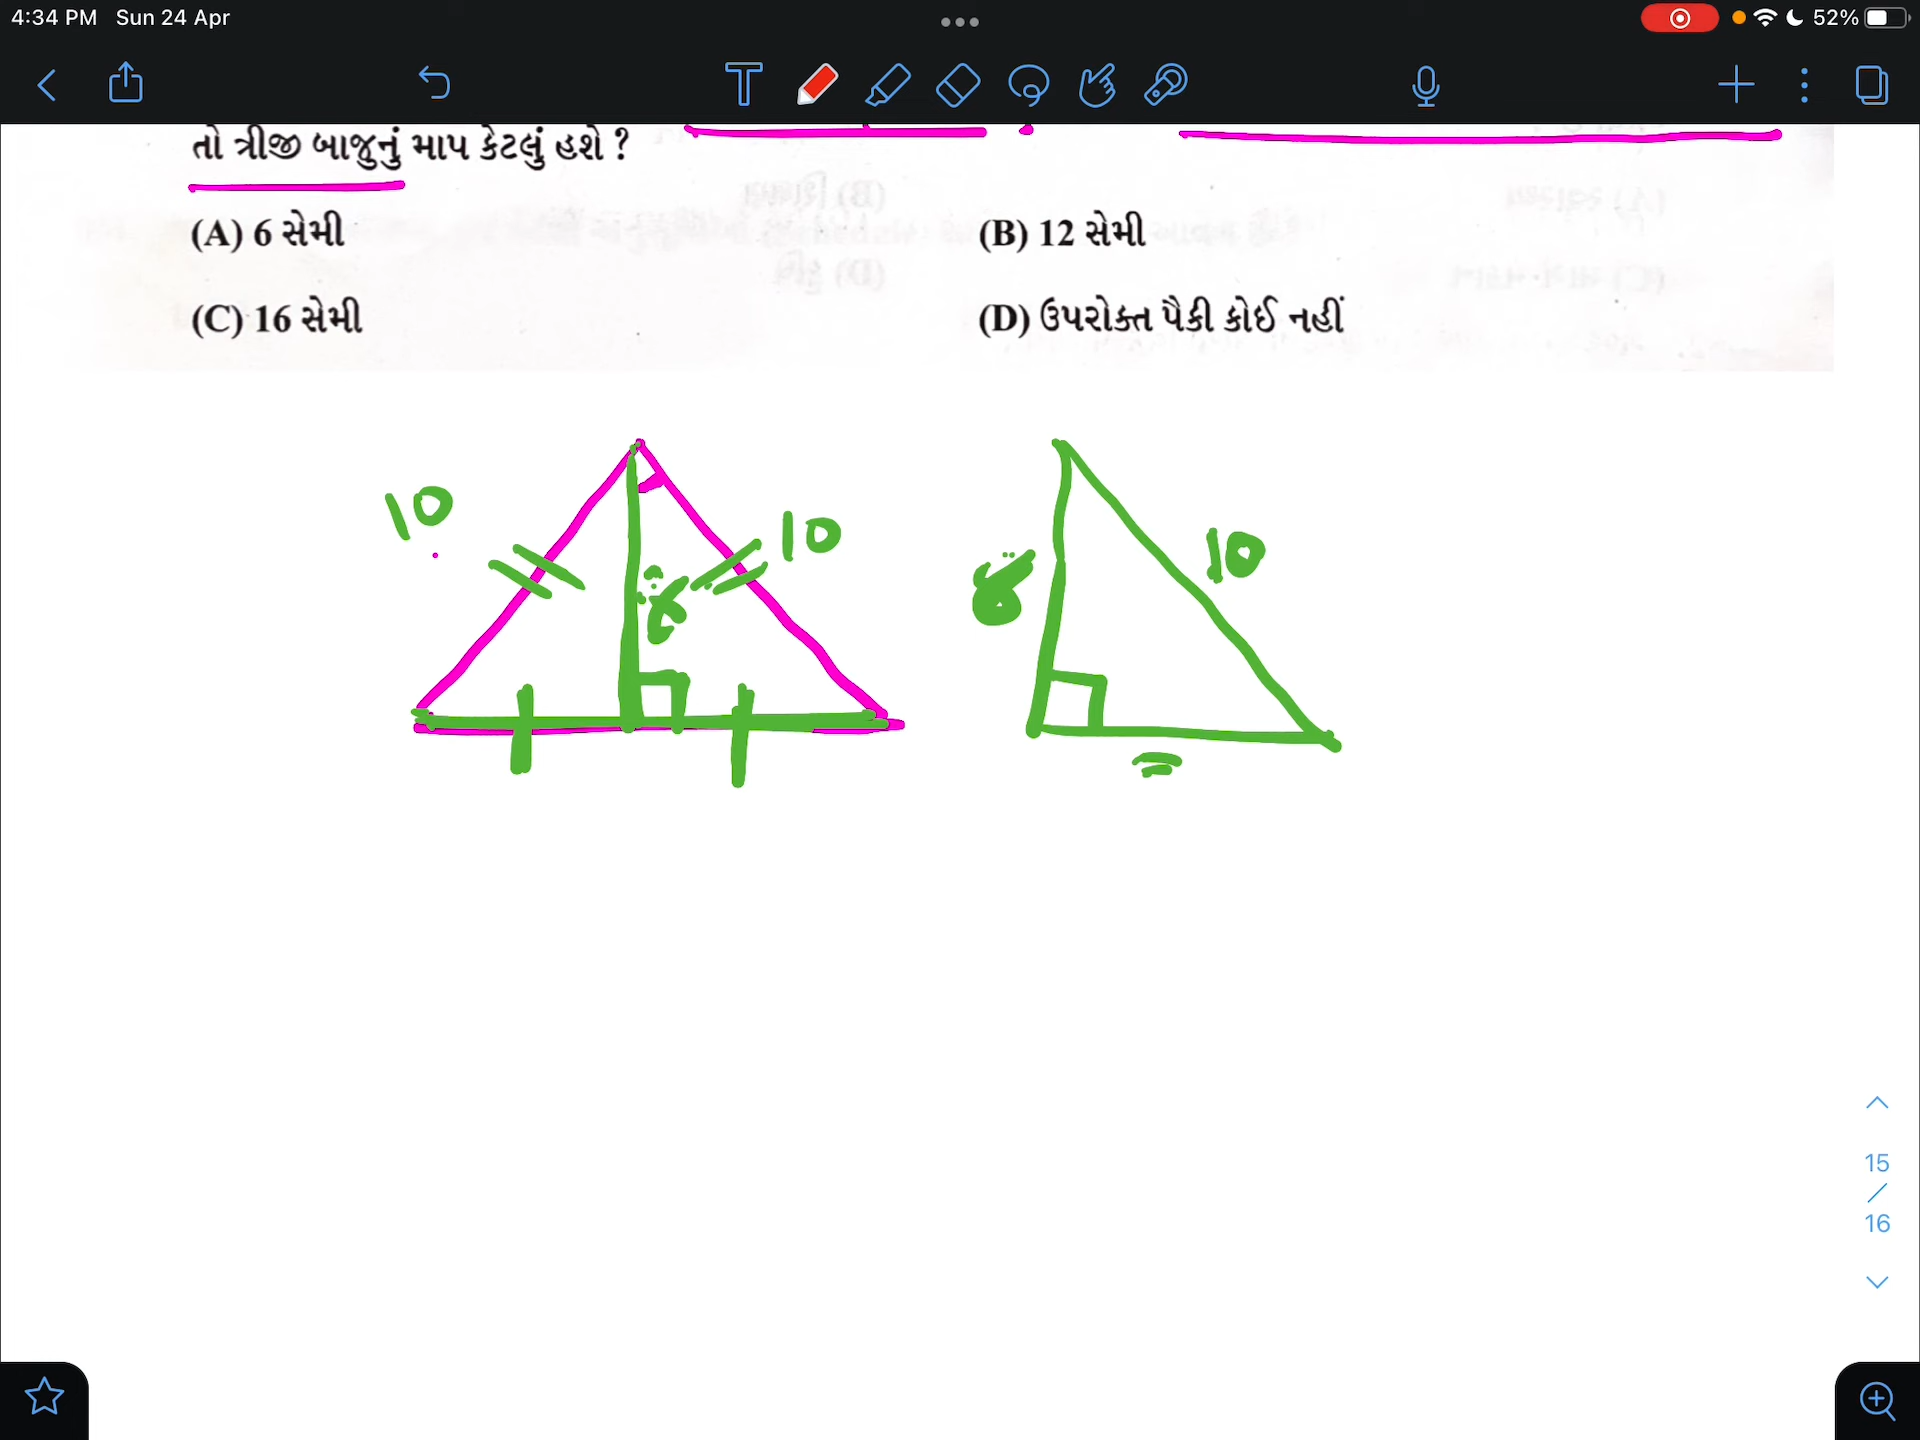 4:34 PM Sun 24 Apr
52%
તો ત્રીજી બાજુનું માપ કેટલું હશે ?
(A) 6 સેમી
(B) 12 સેમી
(C) 16 સેમી
(D) ઉપરોક્ત પૈકી કોઈ નહીં
10
10
8
8
10
15
/
16